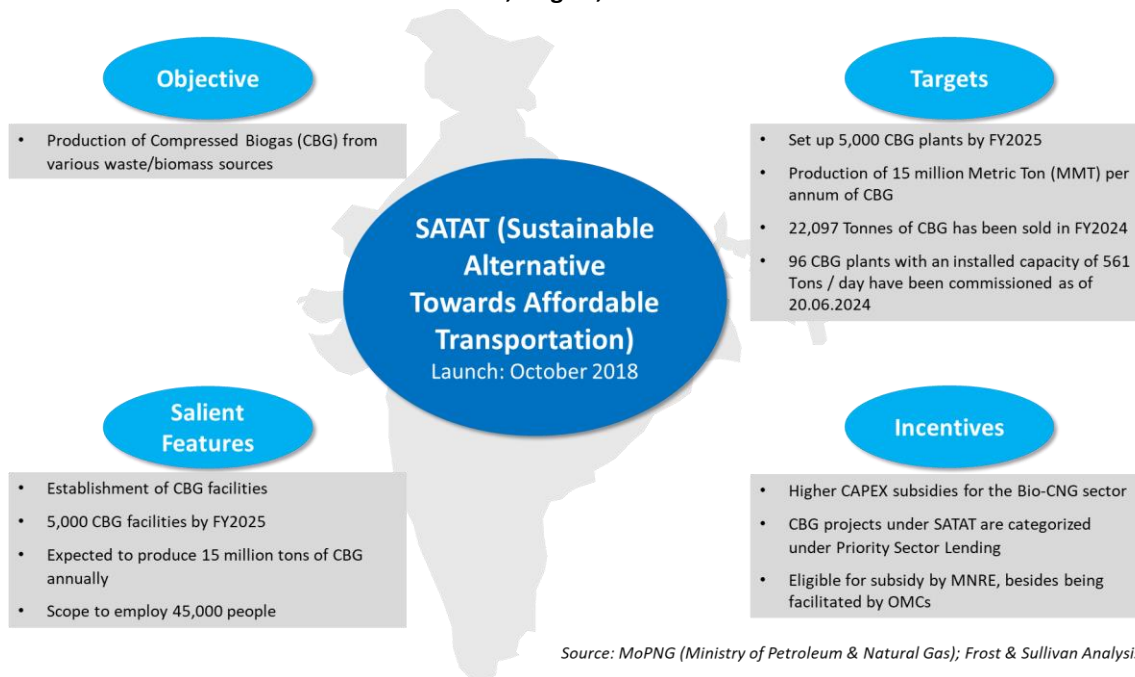 Objective
• Production of Compressed Biogas (CBG) from
various waste/biomass sources
Targets
• Set up 5,000 CBG plants by FY2025
• Production of 15 million Metric Ton (MMT) per
annum of CBG
• 22,097 Tonnes of CBG has been sold in FY2024
• 96 CBG plants with an installed capacity of 561
Tons / day have been commissioned as of
20.06.2024
SATAT (Sustainable
Alternative
Towards Affordable
Transportation)
Launch: October 2018
Salient
Features
• Establishment of CBG facilities
• 5,000 CBG facilities by FY2025
• Expected to produce 15 million tons of CBG
annually
• Scope to employ 45,000 people
Incentives
• Higher CAPEX subsidies for the Bio-CNG sector
• CBG projects under SATAT are categorized
under Priority Sector Lending
• Eligible for subsidy by MNRE, besides being
facilitated by OMCs
Source: MoPNG (Ministry of Petroleum & Natural Gas); Frost & Sullivan Analysis